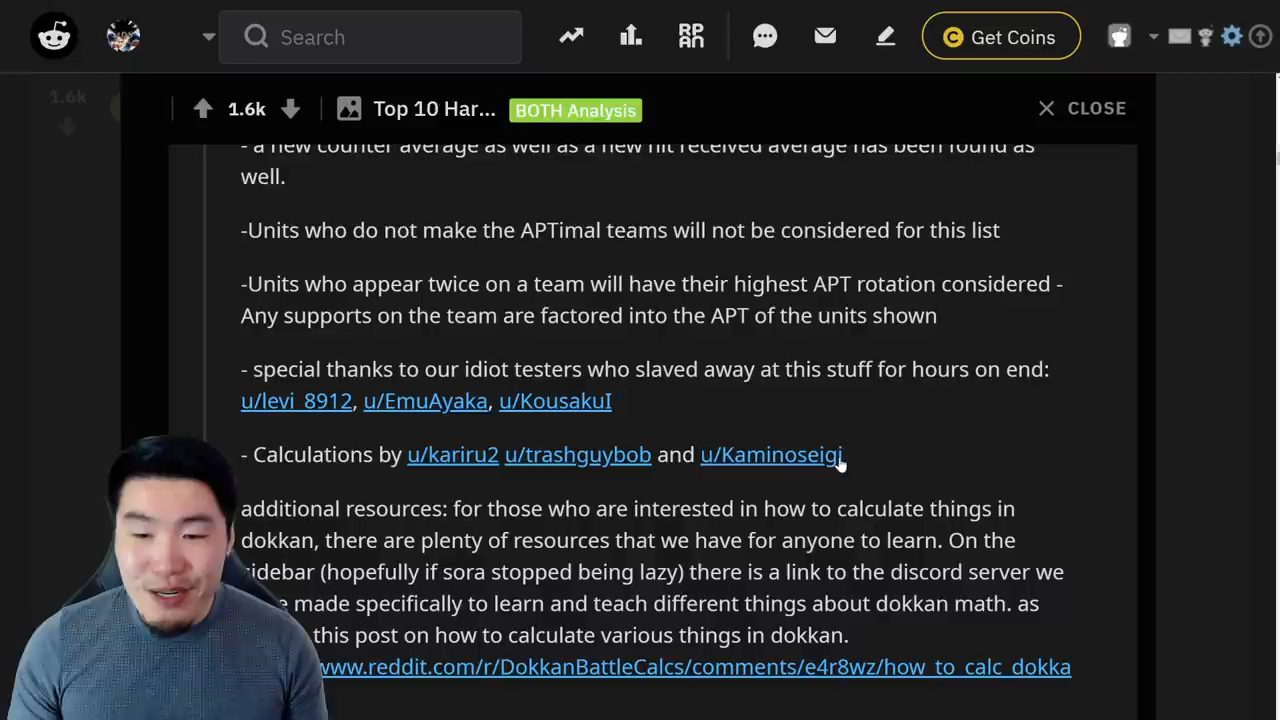 Search
RP
AN
Get Coins
1.6k
1.6k
Top 10 Har...
BOTH Analysis
CLOSE
- a new counter average as well as a new hit received average has been found as
well.
-Units who do not make the APTimal teams will not be considered for this list
-Units who appear twice on a team will have their highest APT rotation considered -
Any supports on the team are factored into the APT of the units shown
- special thanks to our idiot testers who slaved away at this stuff for hours on end:
u/levi_8912, u/EmuAyaka, u/KousakuI
- Calculations by u/kariru2 u/trashguybob and u/Kaminoseigi
additional resources: for those who are interested in how to calculate things in
dokkan, there are plenty of resources that we have for anyone to learn. On the
sidebar (hopefully if sora stopped being lazy) there is a link to the discord server we
made specifically to learn and teach different things about dokkan math. as
this post on how to calculate various things in dokkan.
www.reddit.com/r/DokkanBattleCalcs/comments/e4r8wz/how_to_calc_dokka